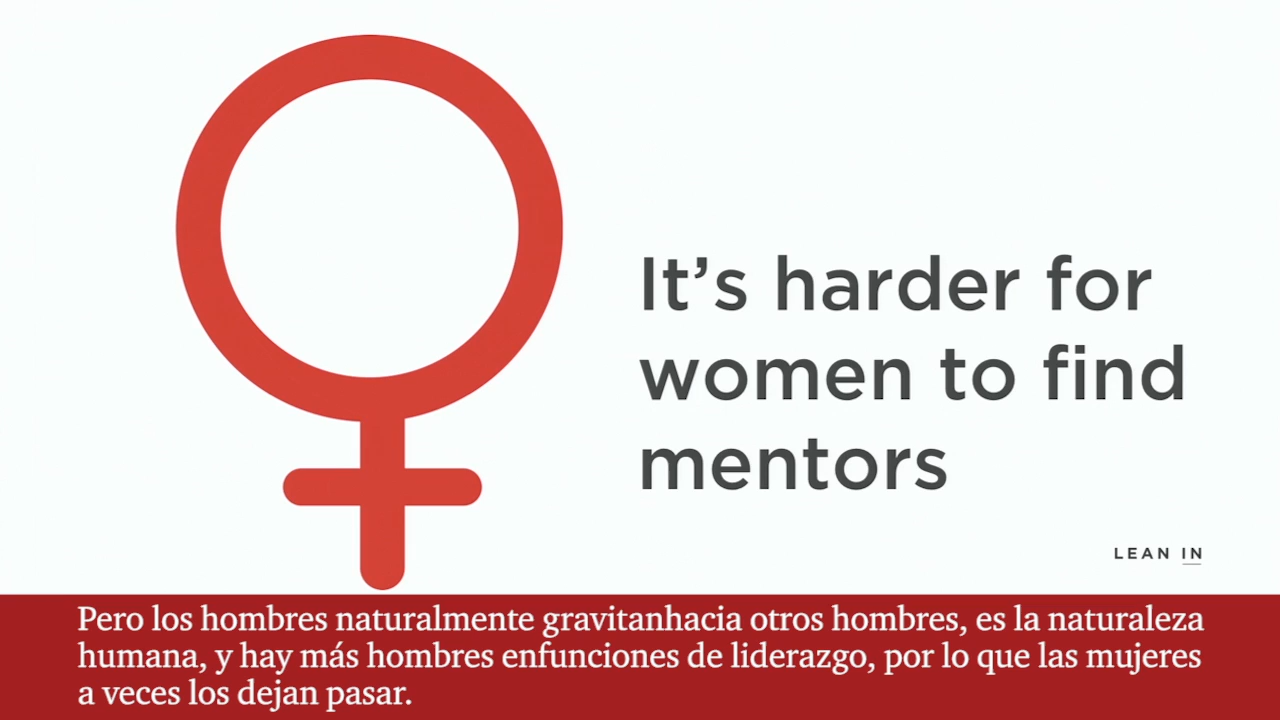 It’s harder for
women to find
mentors
LEAN IN
Pero los hombres naturalmente gravitanhacia otros hombres, es la naturaleza
humana, y hay más hombres enfunciones de liderazgo, por lo que las mujeres
a veces los dejan pasar.